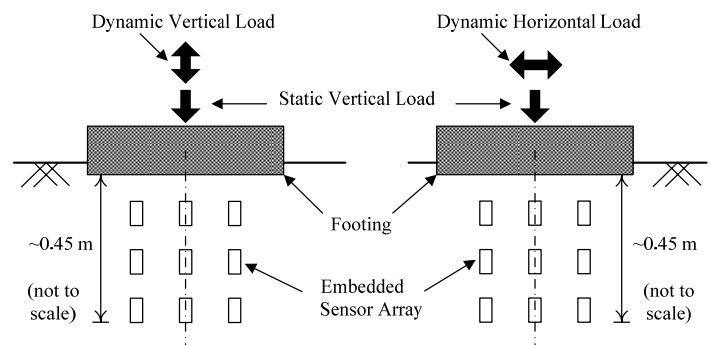 Dynamic Vertical Load
Dynamic Horizontal Load
Static Vertical Load
Footing
~0.45 m
~0.45 m
(not to
scale)
Embedded
Sensor Array
(not to
scale)